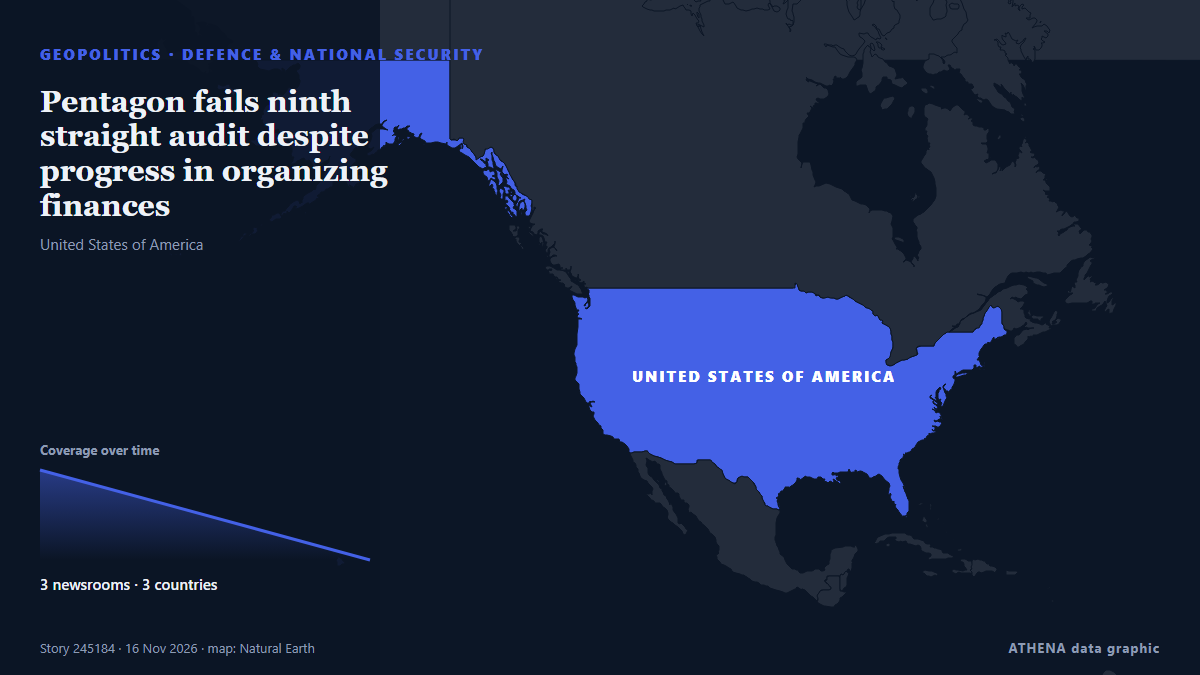 GEOPOLITICS · DEFENCE & NATIONAL SECURITY
Pentagon fails ninth
straight audit despite
progress in organizing
finances
United States of America
UNITED STATES OF AMERICA
Coverage over time
3 newsrooms · 3 countries
Story 245184 · 16 Nov 2026 · map: Natural Earth
ATHENA data graphic